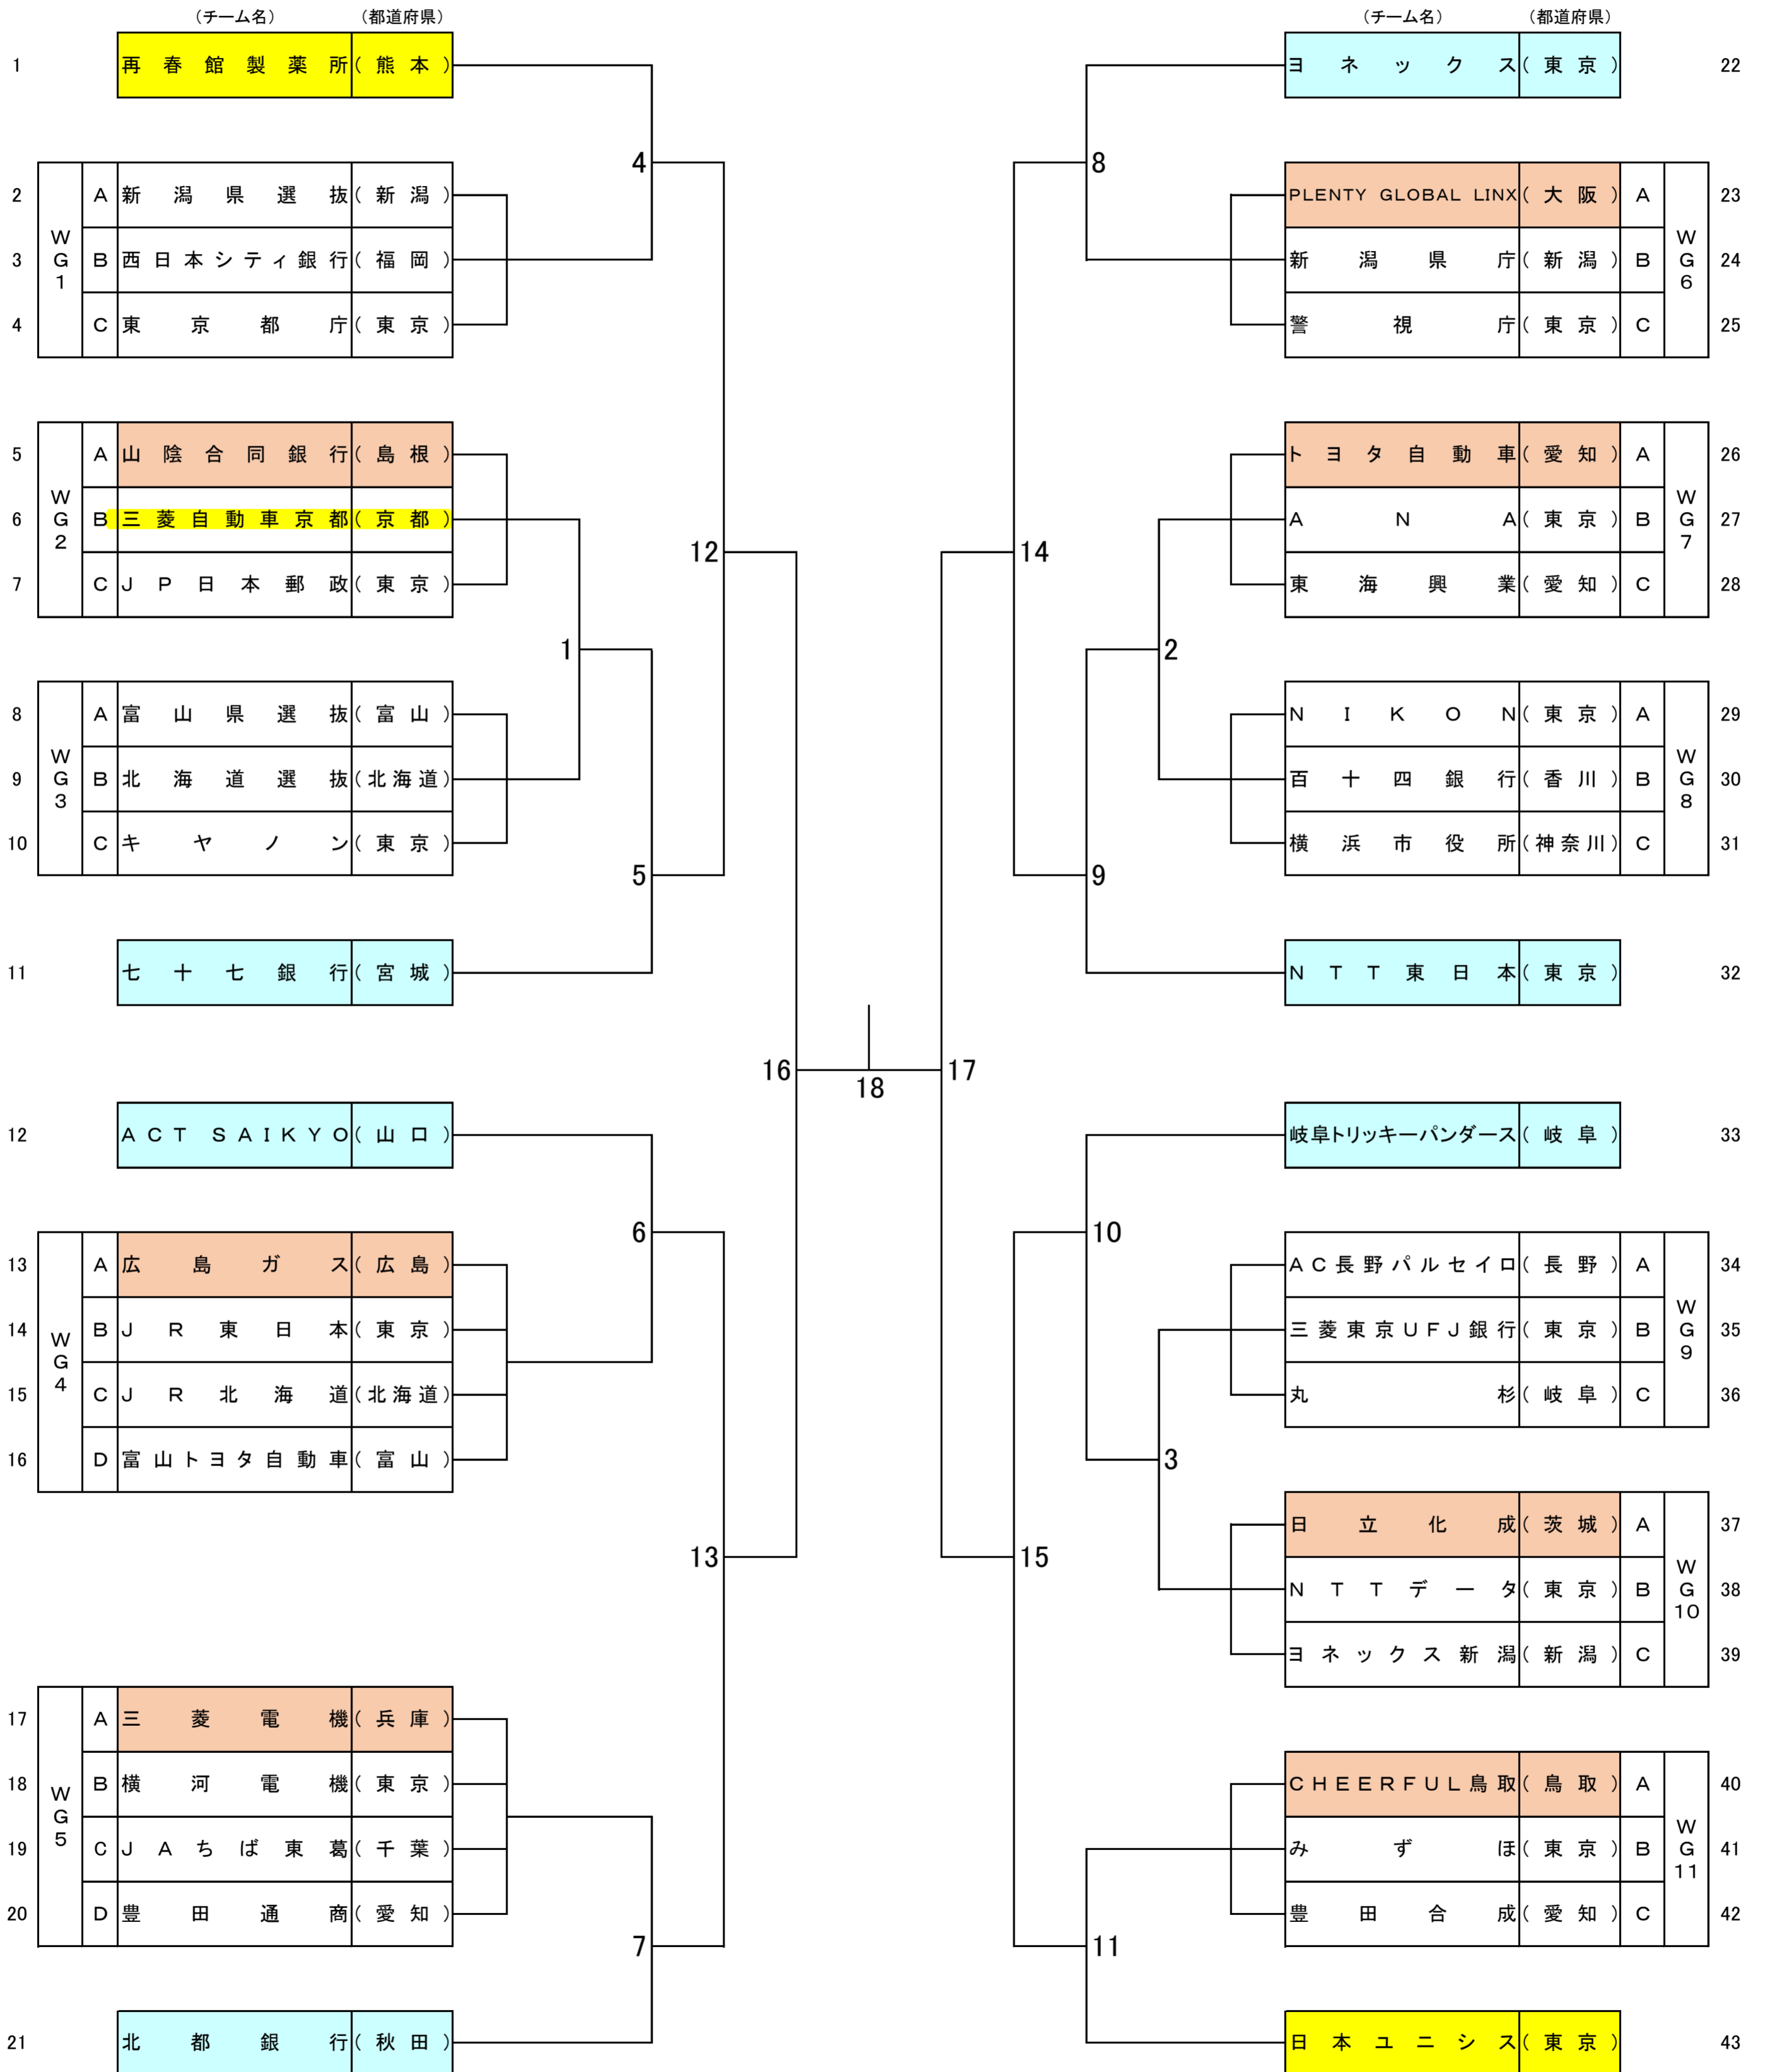 （チーム名） （都道府県）
1 再春館製薬所（熊本）
4
WG1
2 A 新潟県選抜（新潟）
3 B 西日本シティ銀行（福岡）
4 C 東京都庁（東京）
WG2
5 A 山陰合同銀行（島根）
6 B 三菱自動車京都（京都）
7 C JP日本郵政（東京）
12
1
WG3
8 A 富山県選抜（富山）
9 B 北海道選抜（北海道）
10 C キヤノン（東京）
5
11 七十七銀行（宮城）
16
18
12 ACT SAIKYO（山口）
6
WG4
13 A 広島ガス（広島）
14 B JR東日本（東京）
15 C JR北海道（北海道）
16 D 富山トヨタ自動車（富山）
13
WG5
17 A 三菱電機（兵庫）
18 B 横河電機（東京）
19 C JAちば東葛（千葉）
20 D 豊田通商（愛知）
7
21 北都銀行（秋田）
（チーム名） （都道府県）
ヨネックス（東京） 22
8
PLENTY GLOBAL LINX（大阪） A 23
新潟県庁（新潟） B 24
警視庁（東京） C 25
WG6
トヨタ自動車（愛知） A 26
ANA（東京） B 27
東海興業（愛知） C 28
WG7
14
2
NIKON（東京） A 29
百十四銀行（香川） B 30
横浜市役所（神奈川） C 31
WG8
9
NTT東日本（東京） 32
17
岐阜トリッキーパンダース（岐阜） 33
10
AC長野パルセイロ（長野） A 34
三菱東京UFJ銀行（東京） B 35
丸杉（岐阜） C 36
WG9
3
日立化成（茨城） A 37
NTTデータ（東京） B 38
ヨネックス新潟（新潟） C 39
WG10
15
CHEERFUL鳥取（鳥取） A 40
みずほ（東京） B 41
豊田合成（愛知） C 42
WG11
11
日本ユニシス（東京） 43